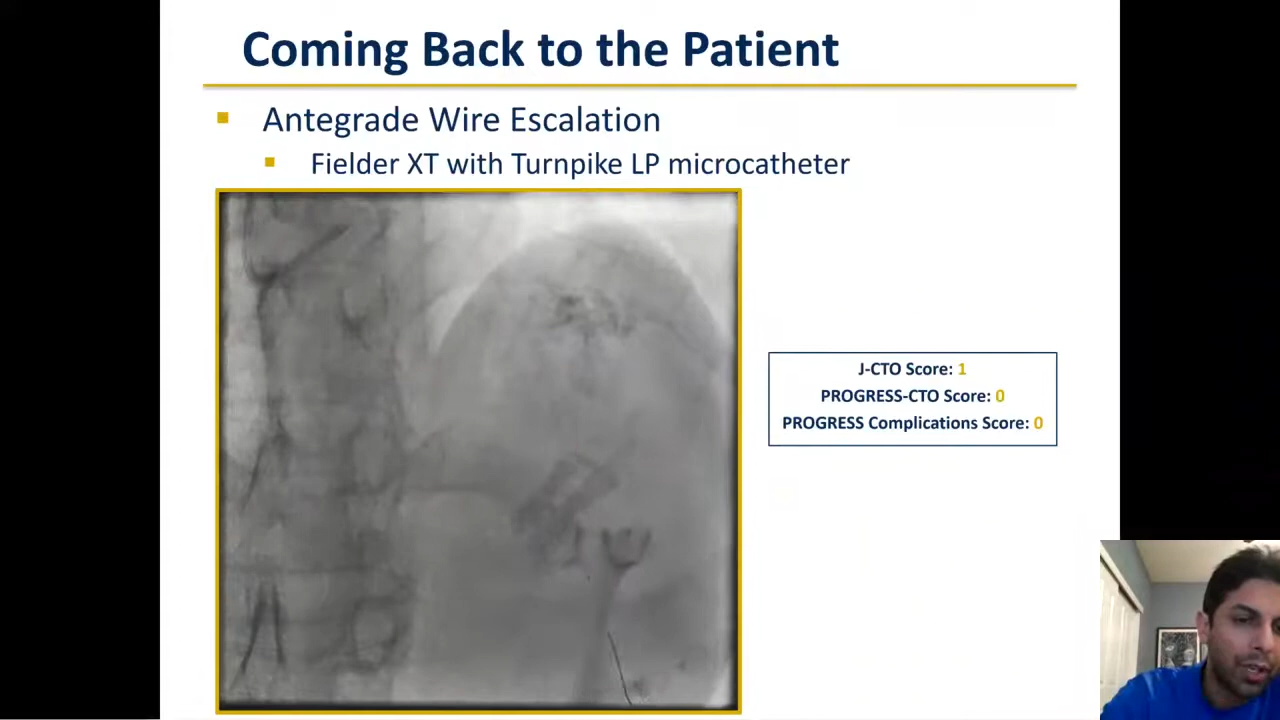 Coming Back to the Patient
Antegrade Wire Escalation
Fielder XT with Turnpike LP microcatheter
J-CTO Score: 1
PROGRESS-CTO Score: 0
PROGRESS Complications Score: 0